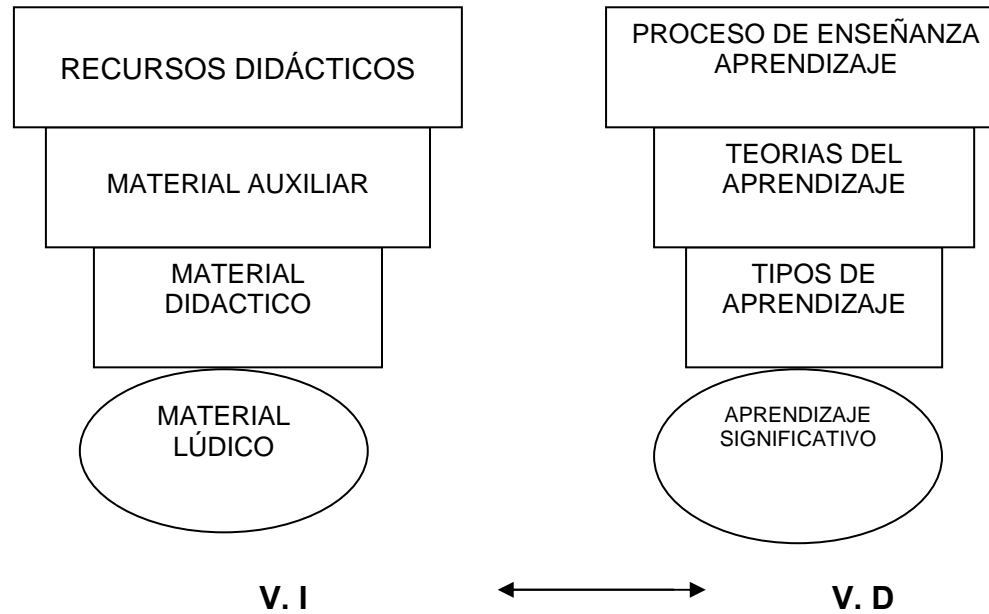 RECURSOS DIDÁCTICOS
MATERIAL AUXILIAR
MATERIAL
DIDACTICO
MATERIAL
LÚDICO
V. I
PROCESO DE ENSEÑANZA
APRENDIZAJE
TEORIAS DEL
APRENDIZAJE
TIPOS DE
APRENDIZAJE
APRENDIZAJE
SIGNIFICATIVO
V. D